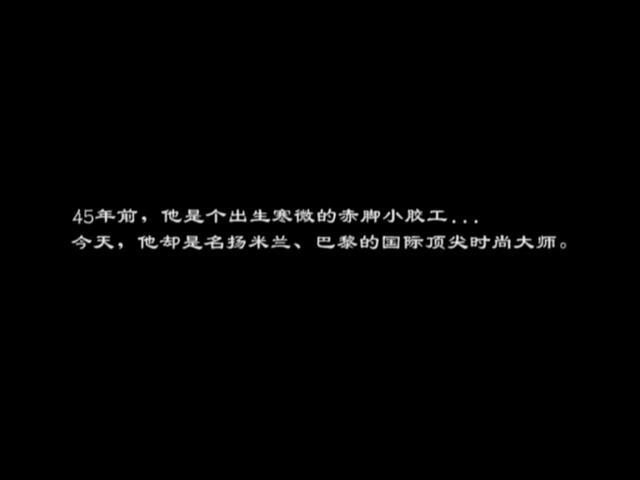 45年前，他是个出生寒微的赤脚小胶工...
今天，他却是名扬米兰、巴黎的国际顶尖时尚大师。